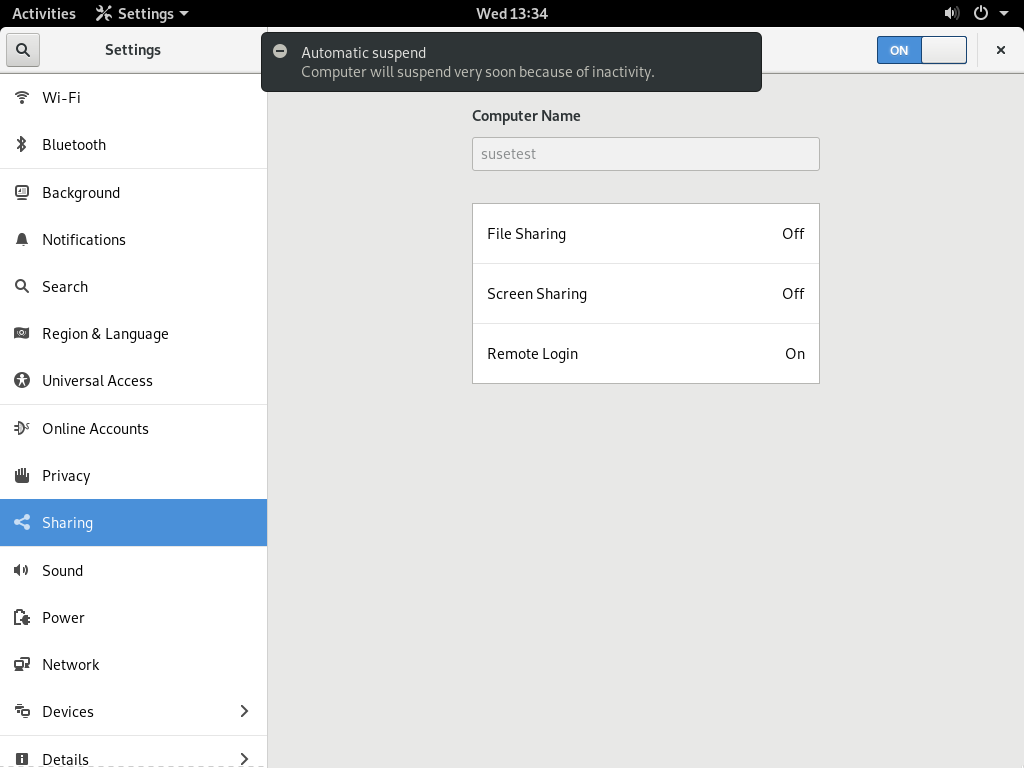 Activities Settings Wed 13:34
Settings
Automatic suspend
Computer will suspend very soon because of inactivity.
ON
Wi-Fi
Bluetooth
Background
Notifications
Search
Region & Language
Universal Access
Online Accounts
Privacy
Sharing
Sound
Power
Network
Devices
Details
Computer Name
susetest
File Sharing Off
Screen Sharing Off
Remote Login On